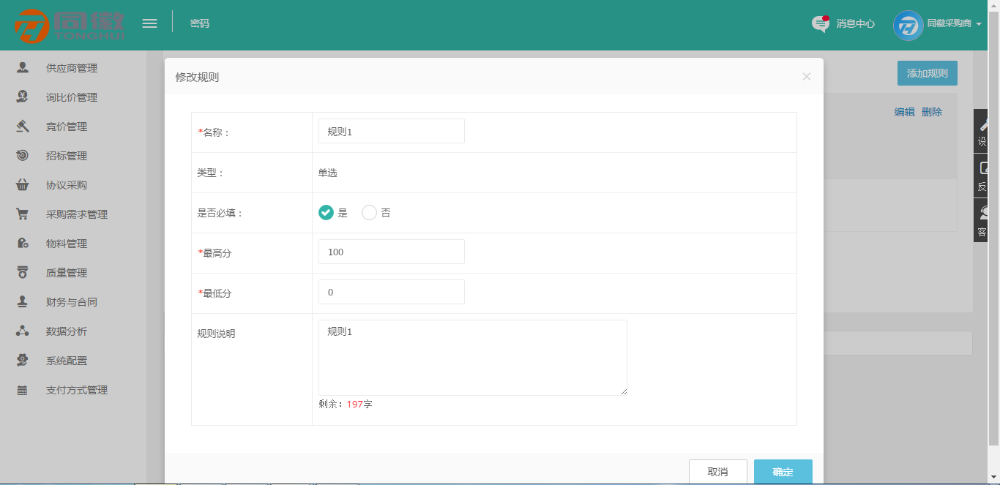 同徽
TONGHUI
密码
消息中心
同徽采购商
供应商管理
询比价管理
竞价管理
招标管理
协议采购
采购需求管理
物料管理
质量管理
财务与合同
数据分析
系统配置
支付方式管理
添加规则
编辑 删除
修改规则
×
*名称：
规则1
类型：
单选
是否必填：
是 否
*最高分
100
*最低分
0
规则说明
规则1
剩余：197字
取消 确定
设
反
客